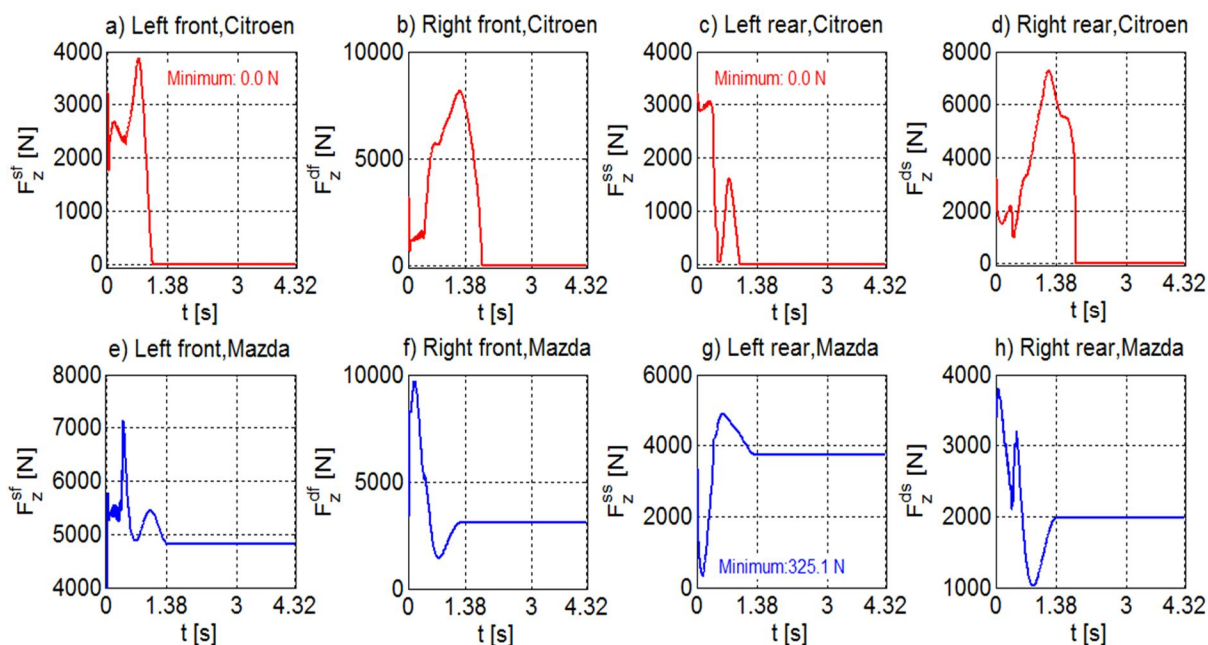 a) Left front,Citroen
b) Right front,Citroen
c) Left rear,Citroen
d) Right rear,Citroen
4000
3000
2000
1000
0
F_z^sf [N]
Minimum: 0.0 N
0 1.38 3 4.32
t [s]
10000
5000
0
F_z^df [N]
0 1.38 3 4.32
t [s]
4000
3000
2000
1000
0
F_z^ss [N]
Minimum: 0.0 N
0 1.38 3 4.32
t [s]
8000
6000
4000
2000
0
F_z^ds [N]
0 1.38 3 4.32
t [s]
e) Left front,Mazda
f) Right front,Mazda
g) Left rear,Mazda
h) Right rear,Mazda
8000
7000
6000
5000
4000
F_z^sf [N]
0 1.38 3 4.32
t [s]
10000
5000
0
F_z^df [N]
0 1.38 3 4.32
t [s]
6000
4000
2000
0
F_z^ss [N]
Minimum:325.1 N
0 1.38 3 4.32
t [s]
4000
3000
2000
1000
F_z^ds [N]
0 1.38 3 4.32
t [s]